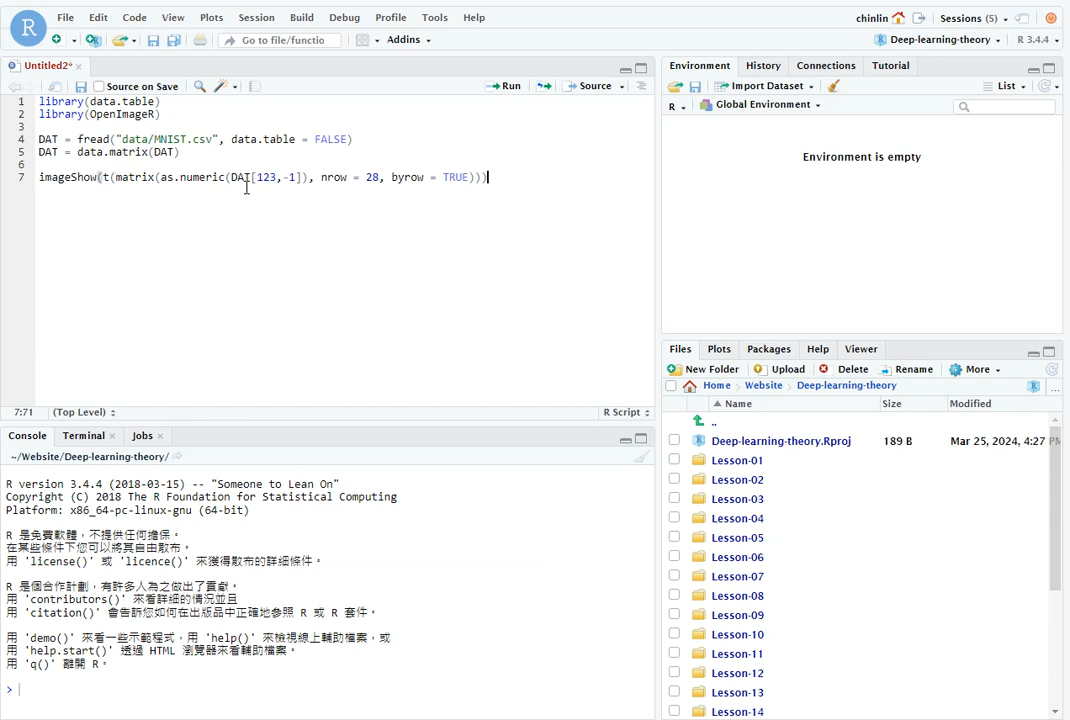 File Edit Code View Plots Session Build Debug Profile Tools Help chinlin Sessions (5)
Go to file/functio Addins Deep-learning-theory R 3.4.4
Untitled2*
Source on Save Run Source
1 library(data.table)
2 library(OpenImageR)
3
4 DAT = fread("data/MNIST.csv", data.table = FALSE)
5 DAT = data.matrix(DAT)
6
7 imageShow(t(matrix(as.numeric(DAT[123,-1]), nrow = 28, byrow = TRUE)))
7:71 (Top Level) R Script
Console Terminal Jobs
~/Website/Deep-learning-theory/
R version 3.4.4 (2018-03-15) -- "Someone to Lean On"
Copyright (C) 2018 The R Foundation for Statistical Computing
Platform: x86_64-pc-linux-gnu (64-bit)
R 是免費軟體，不提供任何擔保。
在某些條件下您可以將其自由散布。
用 'license()' 或 'licence()' 來獲得散布的詳細條件。
R 是個合作計劃，有許多人為之做出了貢獻。
用 'contributors()' 來看詳細的情況並且
用 'citation()' 會告訴您如何在出版品中正確地參照 R 或 R 套件。
用 'demo()' 來看一些示範程式，用 'help()' 來檢視線上輔助檔案，或
用 'help.start()' 透過 HTML 瀏覽器來看輔助檔案。
用 'q()' 離開 R。
>
Environment History Connections Tutorial
Import Dataset List
R Global Environment
Environment is empty
Files Plots Packages Help Viewer
New Folder Upload Delete Rename More
Home Website Deep-learning-theory ...
Name Size Modified
..
Deep-learning-theory.Rproj 189 B Mar 25, 2024, 4:27 PM
Lesson-01
Lesson-02
Lesson-03
Lesson-04
Lesson-05
Lesson-06
Lesson-07
Lesson-08
Lesson-09
Lesson-10
Lesson-11
Lesson-12
Lesson-13
Lesson-14